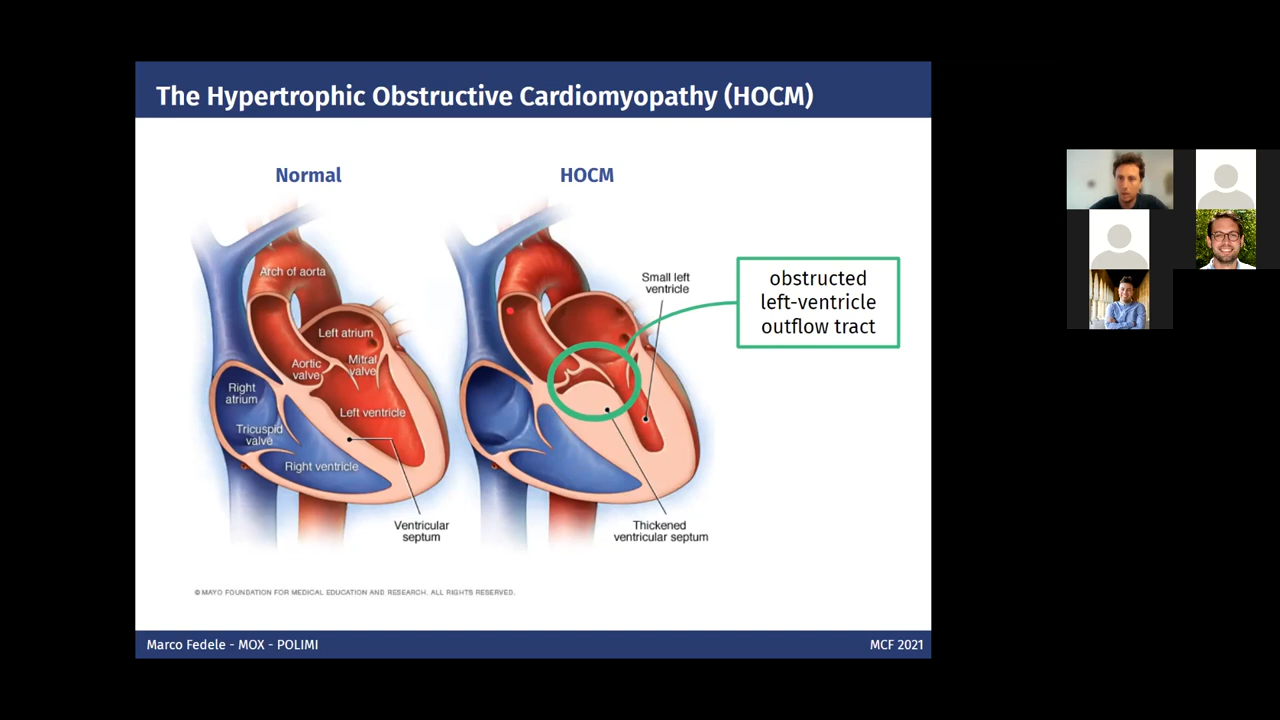 The Hypertrophic Obstructive Cardiomyopathy (HOCM)
Normal
HOCM
Arch of aorta
Left atrium
Aortic
valve
Mitral
valve
Right
atrium
Left ventricle
Tricuspid
valve
Right ventricle
Ventricular
septum
Small left
ventricle
obstructed
left-ventricle
outflow tract
Thickened
ventricular septum
© MAYO FOUNDATION FOR MEDICAL EDUCATION AND RESEARCH. ALL RIGHTS RESERVED.
Marco Fedele - MOX - POLIMI
MCF 2021